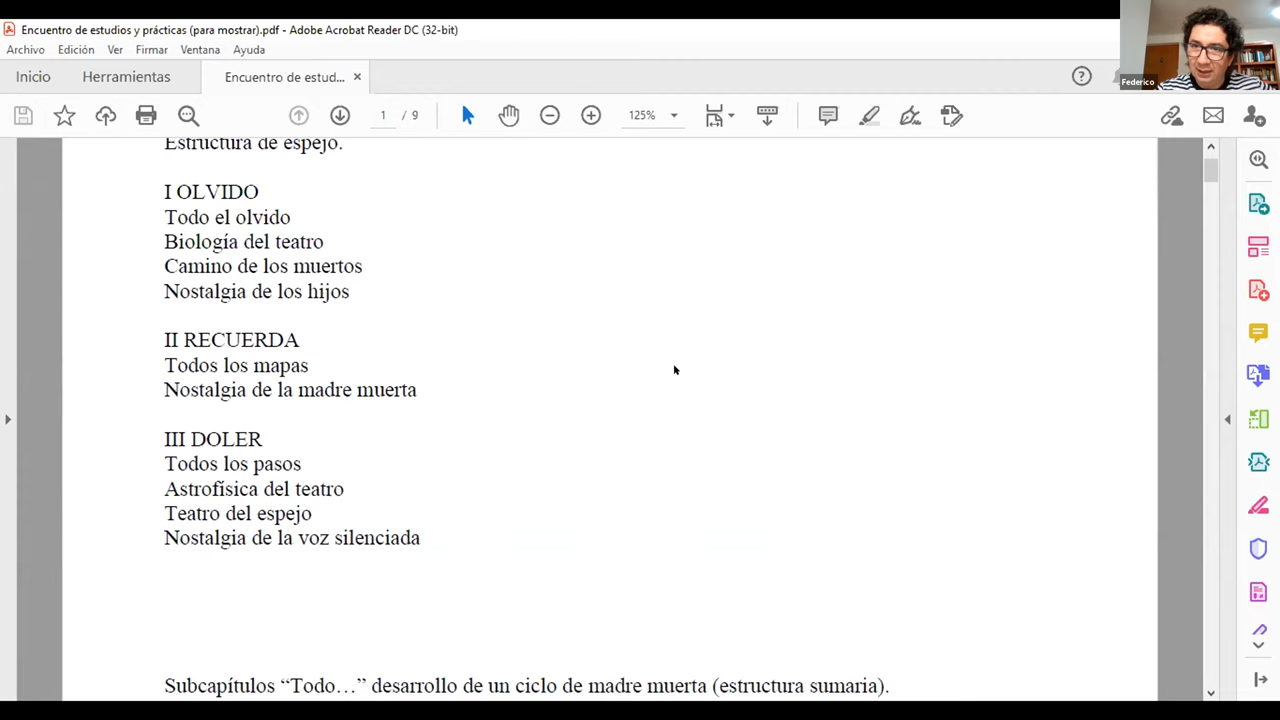 Encuentro de estudios y prácticas (para mostrar).pdf - Adobe Acrobat Reader DC (32-bit)
Archivo Edición Ver Firmar Ventana Ayuda
Inicio Herramientas Encuentro de estud...
Federico
1 / 9 125%
Estructura de espejo.
I OLVIDO
Todo el olvido
Biología del teatro
Camino de los muertos
Nostalgia de los hijos
II RECUERDA
Todos los mapas
Nostalgia de la madre muerta
III DOLER
Todos los pasos
Astrofísica del teatro
Teatro del espejo
Nostalgia de la voz silenciada
Subcapítulos “Todo…” desarrollo de un ciclo de madre muerta (estructura sumaria).